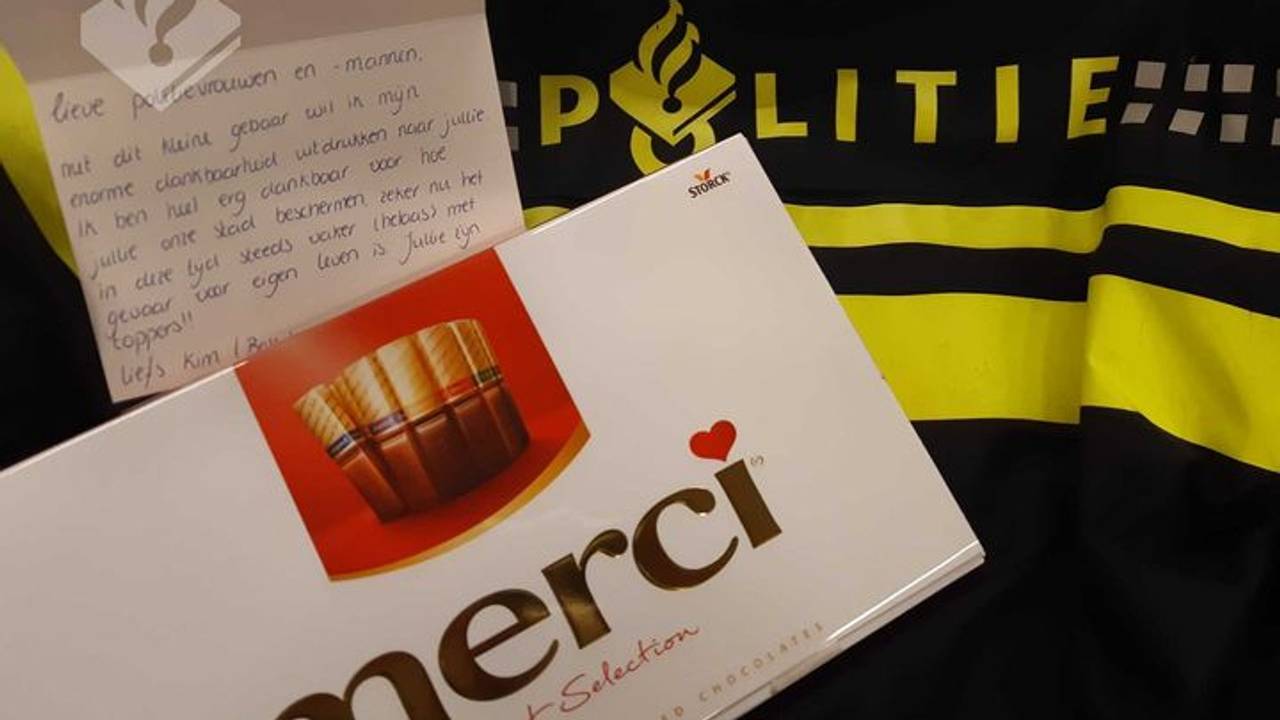 lieve politievrouwen en -mannen,
met dit kleine gebaar wil ik mijn
enorme dankbaarheid uitdrukken naar jullie
ik ben heel erg dankbaar voor hoe
jullie onze stad beschermen zeker nu het
in deze tijd steeds vaker (helaas) met
gevaar voor eigen leven is Jullie zijn
toppers!!
liefs Kim
POLITIE
STORCK
merci
Selection
CHOCOLATES